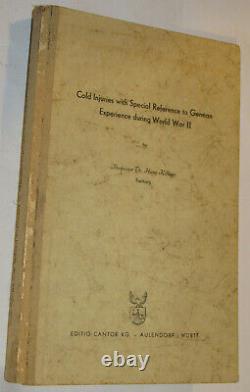 Cold Injuries with Special Reference to German
Experience during World War II
by
Professor Dr. Hans Killian
Freiburg
EDITIO CANTOR KG. - AULENDORF I. WÜRTT.